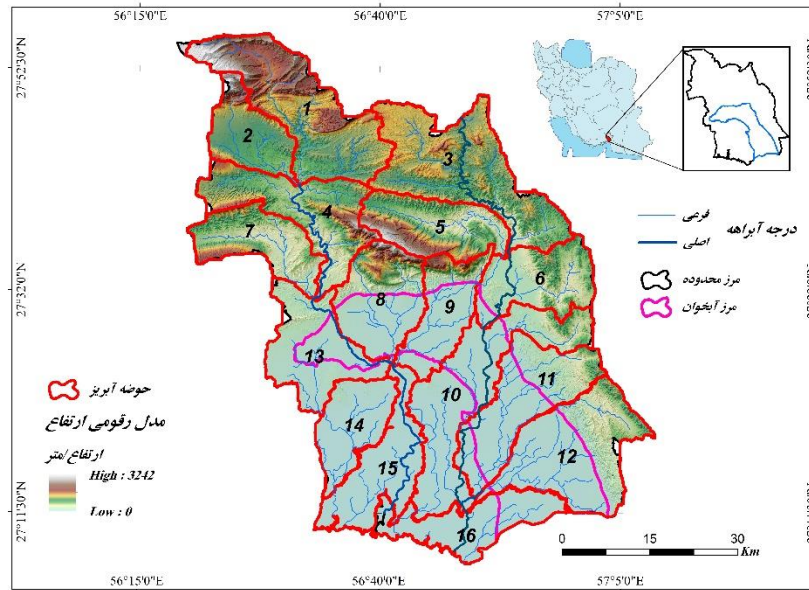 56°15'0"E
56°40'0"E
57°5'0"E
27°52'30"N
27°32'0"N
27°11'30"N
1
2
3
4
5
6
7
8
9
10
11
12
13
14
15
16
درجه آبراهه
فرعی
اصلی
مرز محدوده
مرز آبخوان
حوضه آبریز
مدل رقومی ارتفاع
ارتفاع/متر
High : 3242
Low : 0
0 15 30
Km
56°15'0"E
56°40'0"E
57°5'0"E